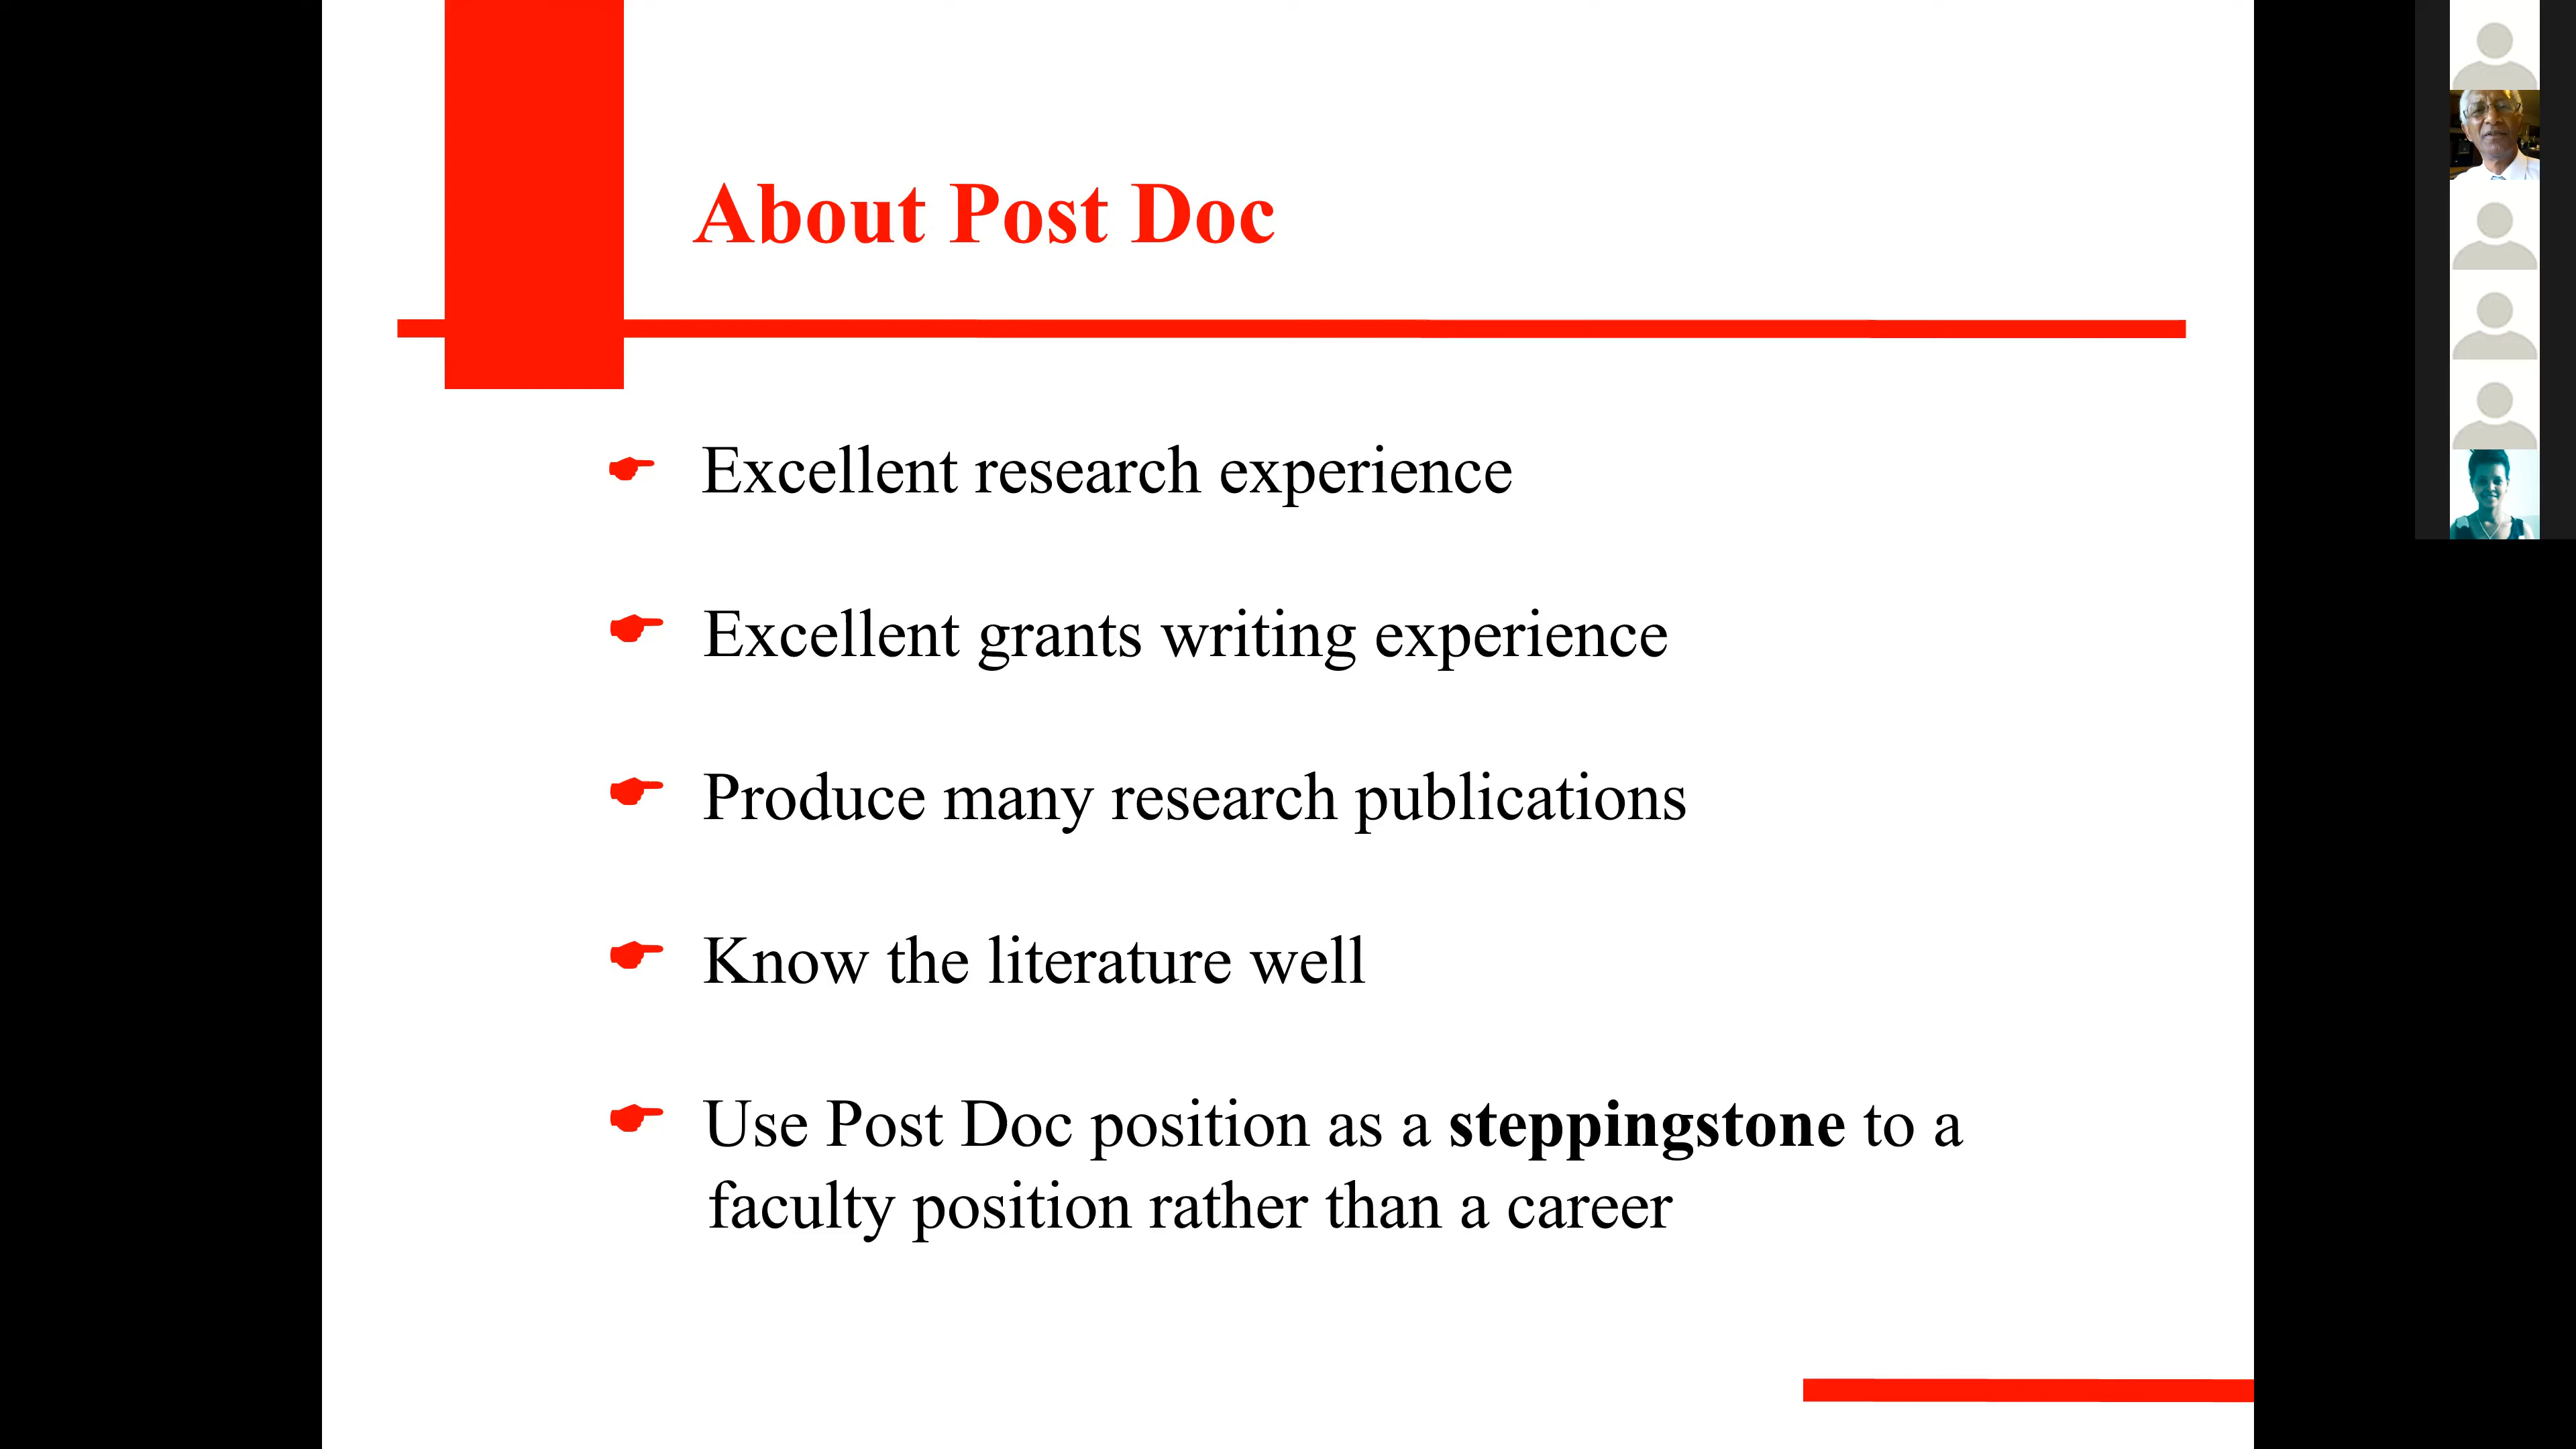 About Post Doc
Excellent research experience
Excellent grants writing experience
Produce many research publications
Know the literature well
Use Post Doc position as a steppingstone to a
faculty position rather than a career